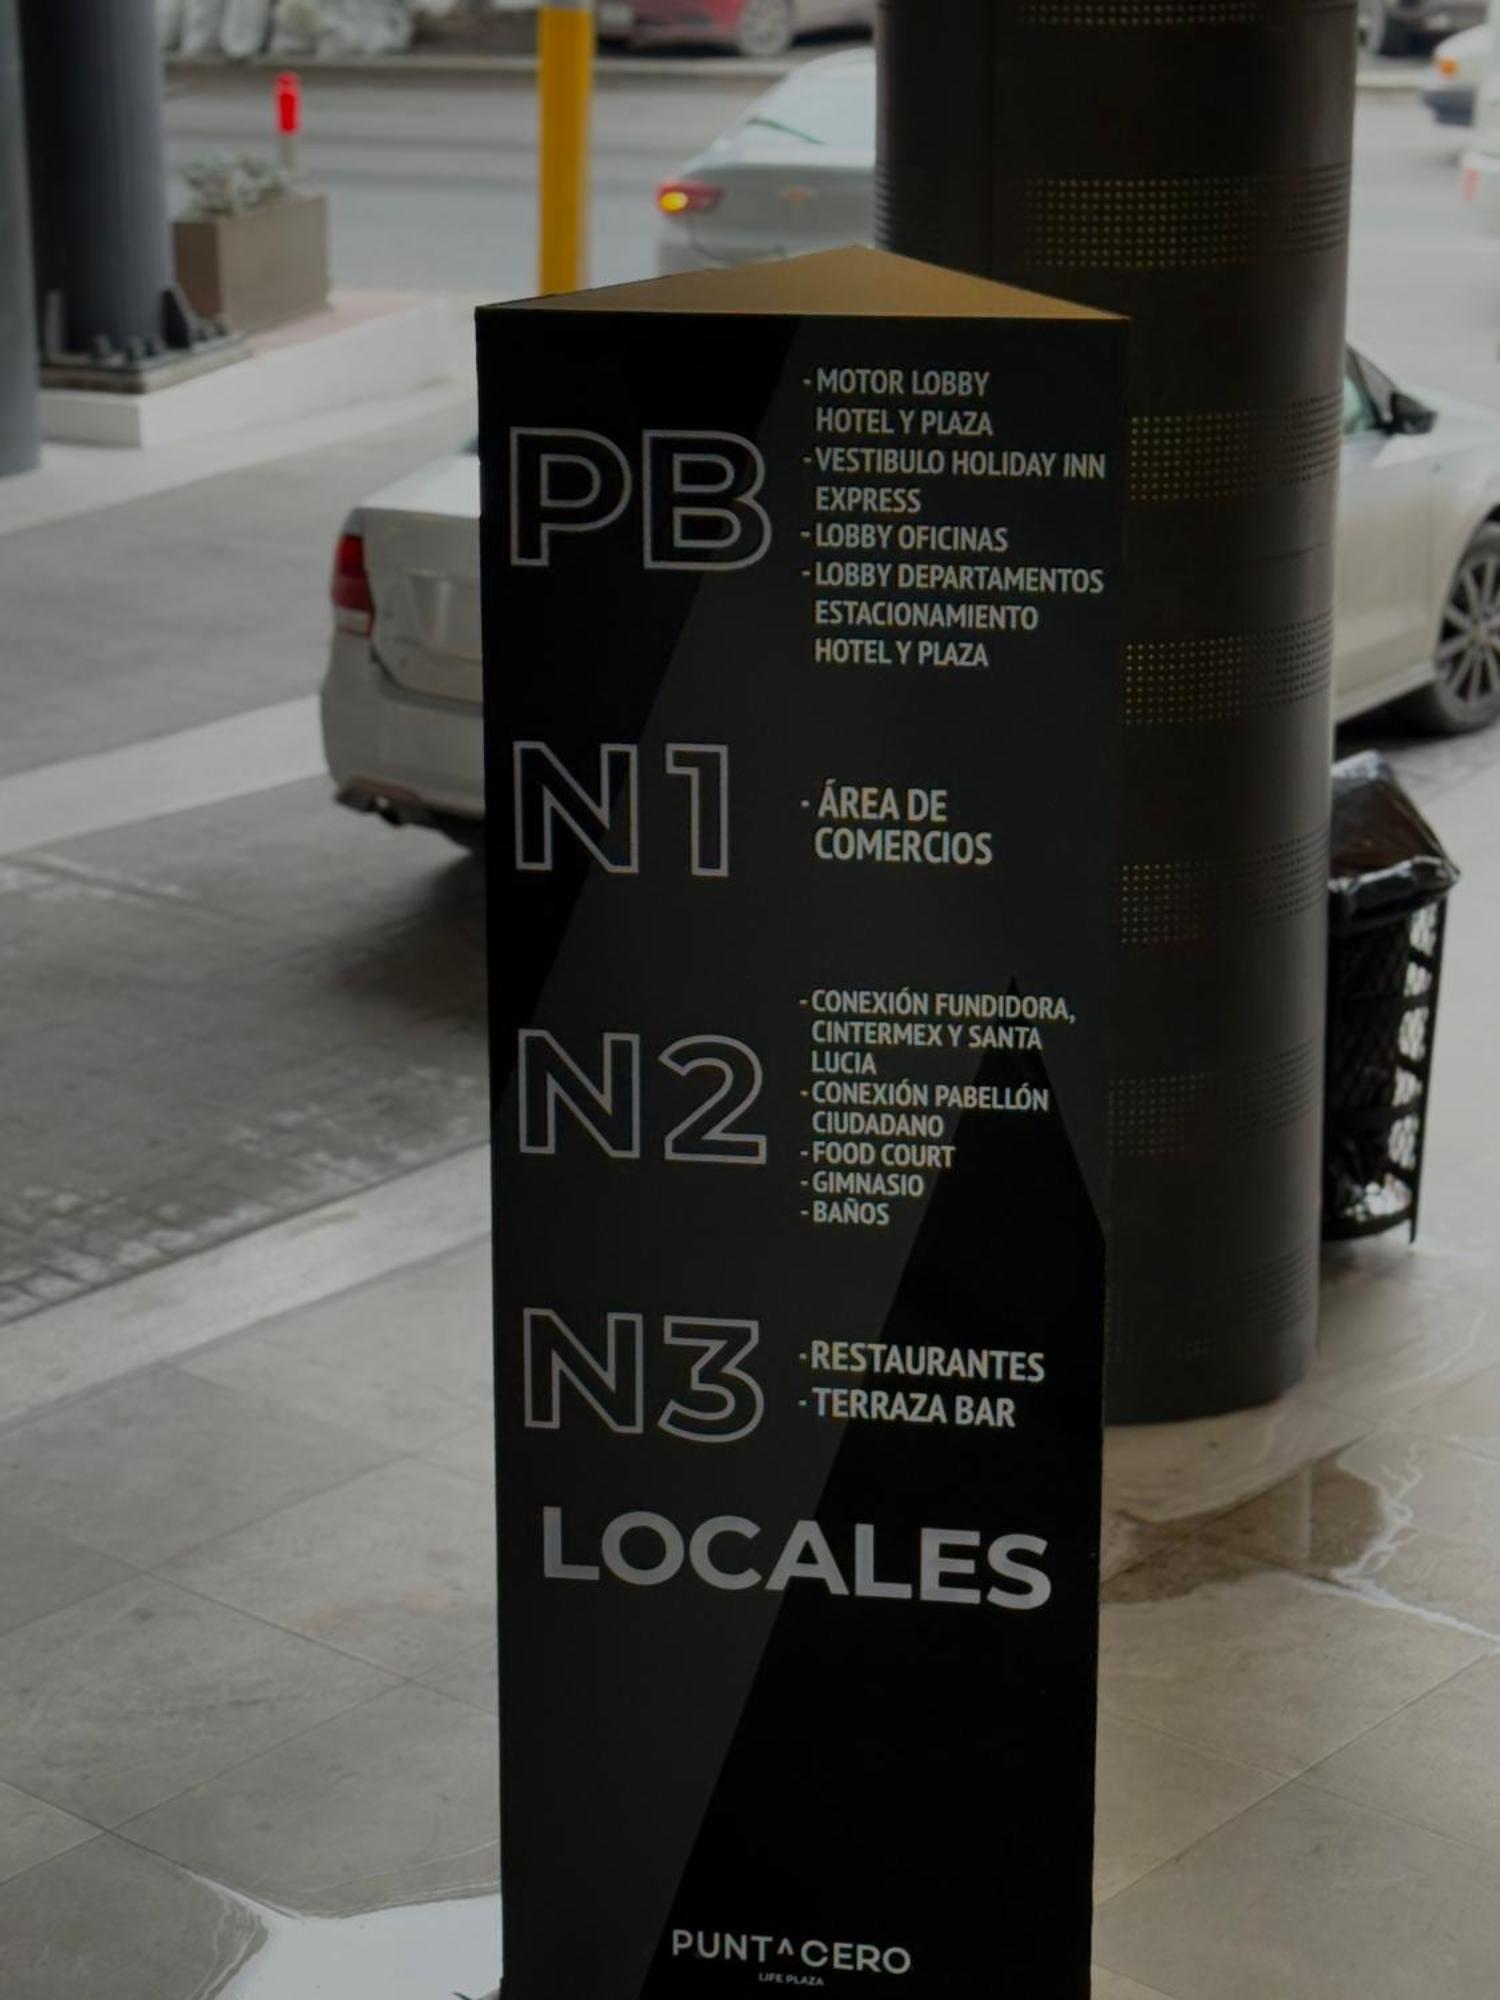 PB
- MOTOR LOBBY
HOTEL Y PLAZA
- VESTIBULO HOLIDAY INN
EXPRESS
- LOBBY OFICINAS
- LOBBY DEPARTAMENTOS
ESTACIONAMIENTO
HOTEL Y PLAZA
N1
- ÁREA DE
COMERCIOS
N2
- CONEXIÓN FUNDIDORA,
CINTERMEX Y SANTA
LUCIA
- CONEXIÓN PABELLÓN
CIUDADANO
- FOOD COURT
- GIMNASIO
- BAÑOS
N3
- RESTAURANTES
- TERRAZA BAR
LOCALES
PUNT^CERO
LIFE PLAZA